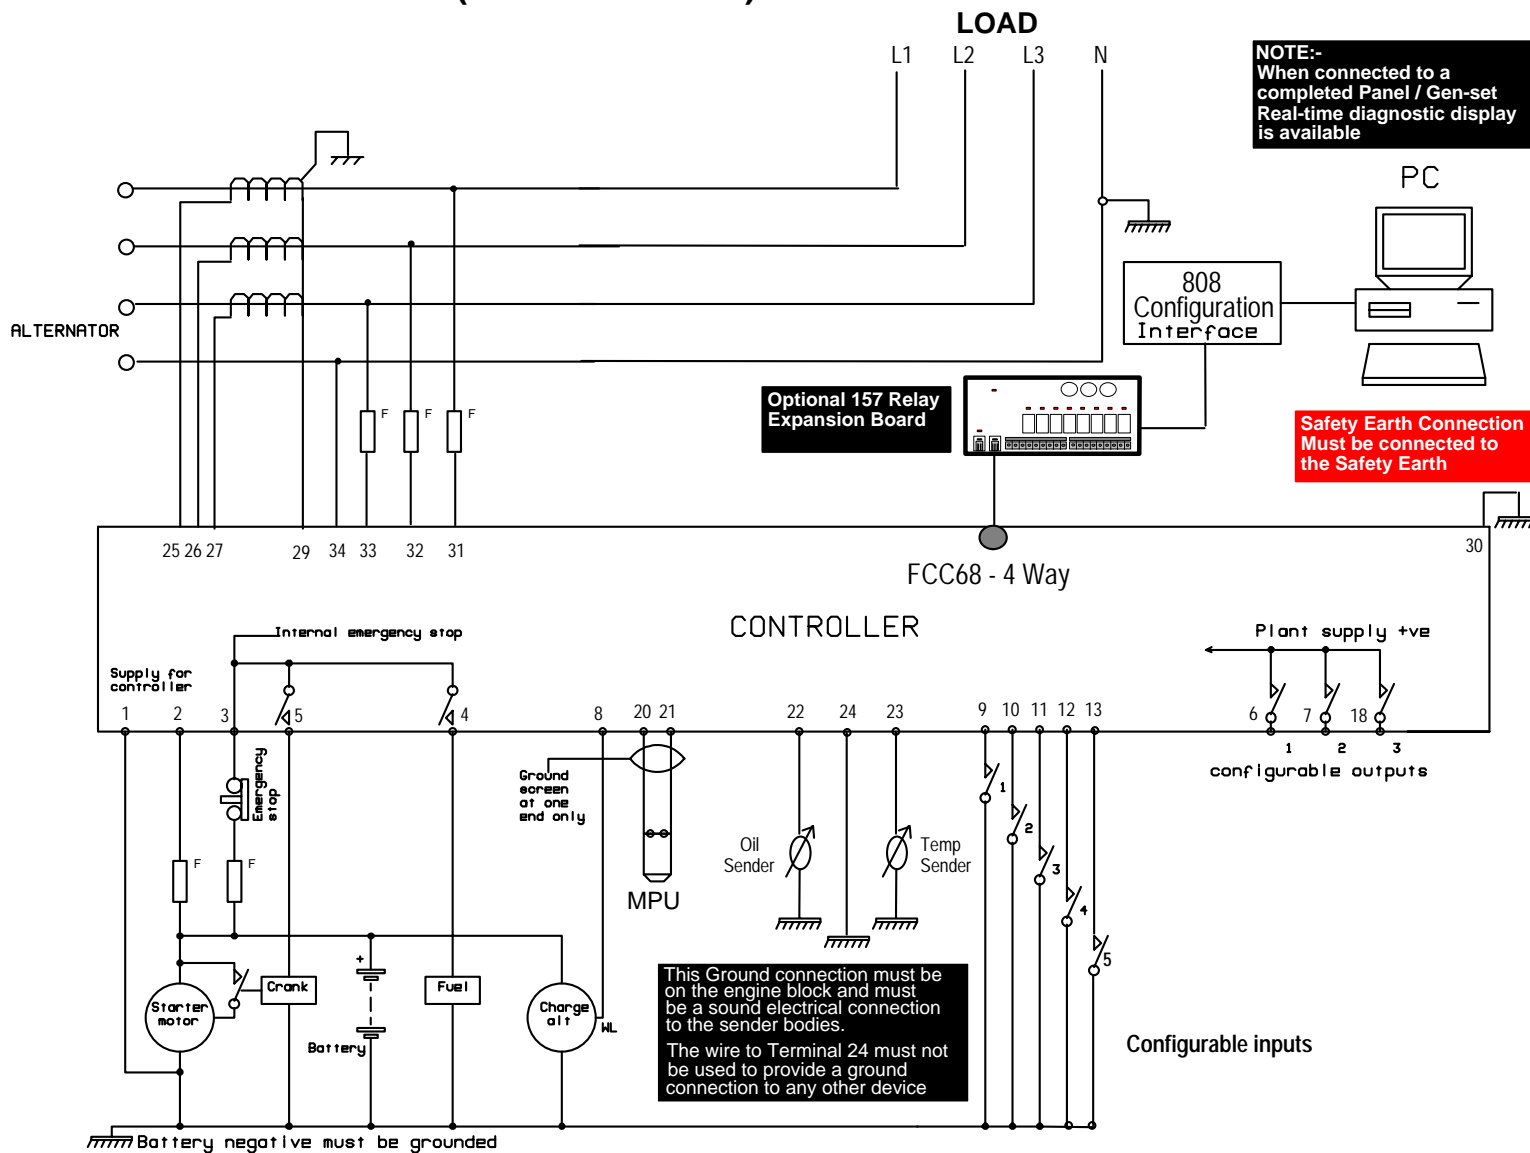 LOAD
L1 L2 L3 N
NOTE:-
When connected to a
completed Panel / Gen-set
Real-time diagnostic display
is available
PC
808
Configuration
Interface
ALTERNATOR
Optional 157 Relay
Expansion Board
Safety Earth Connection
Must be connected to
the Safety Earth
F F F
25 26 27 29 34 33 32 31 30
FCC68 - 4 Way
CONTROLLER
Internal emergency stop
Plant supply +ve
Supply for
controller
1 2 3 5 4 8 20 21 22 24 23 9 10 11 12 13 6 7 18
1 2 3
configurable outputs
Emergency
stop
Ground
screen
at one
end only
F F
MPU
Oil
Sender
Temp
Sender
1
2
3
4
5
+
Crank
Fuel
Starter
motor
Charge
alt
WL
Battery
This Ground connection must be
on the engine block and must
be a sound electrical connection
to the sender bodies.
The wire to Terminal 24 must not
be used to provide a ground
connection to any other device
Configurable inputs
Battery negative must be grounded